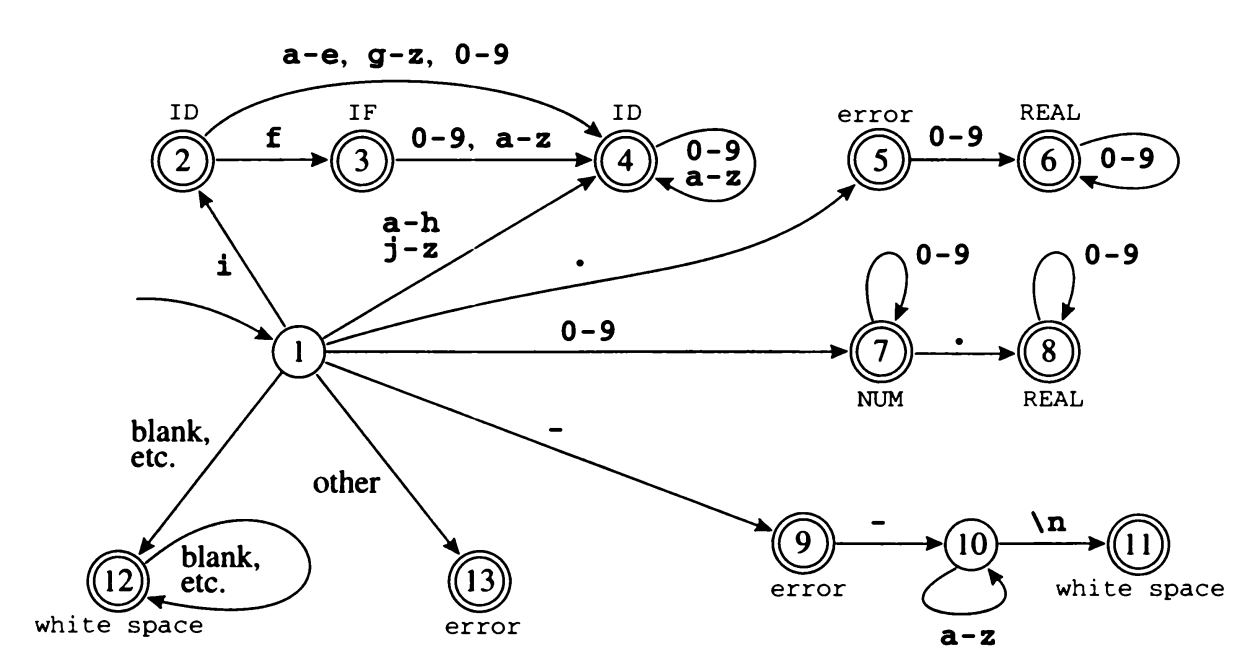 a-e, g-z, 0-9
ID
IF
ID
error
REAL
2
f
3
0-9, a-z
4
0-9
a-z
5
0-9
6
0-9
a-h
j-z
i
.
0-9
0-9
1
0-9
7
.
8
NUM
REAL
blank,
etc.
-
other
9
-
10
\n
11
12
blank,
etc.
13
error
white space
white space
error
a-z